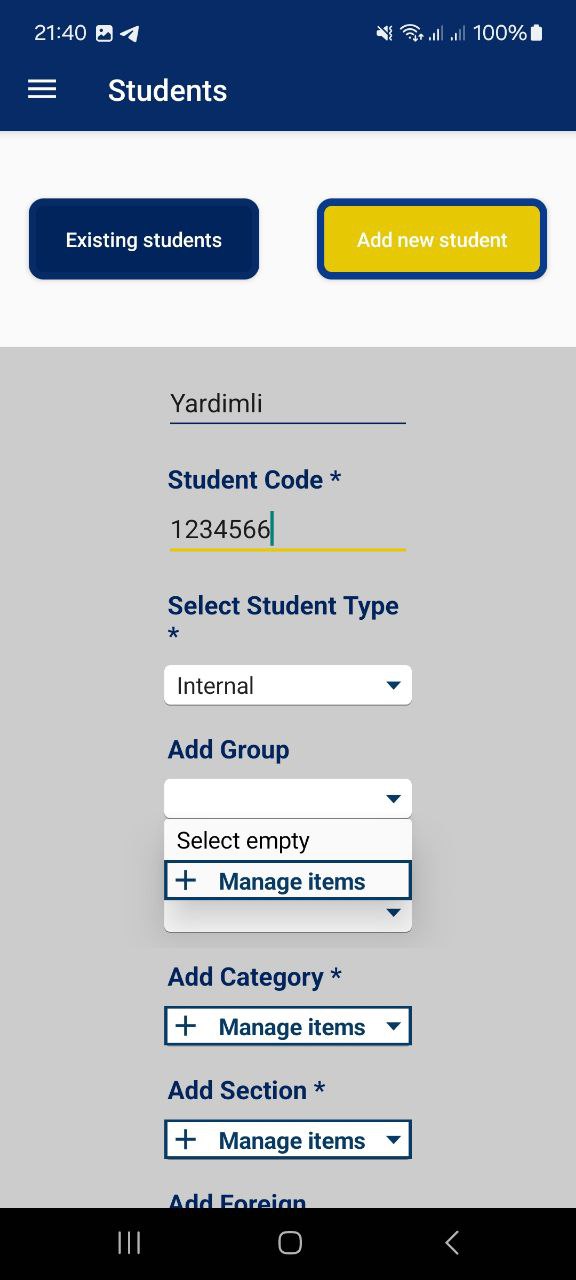 21:40 100%
Students
Existing students Add new student
Yardimli
Student Code *
1234566
Select Student Type
*
Internal
Add Group
Select empty
+ Manage items
Add Category *
+ Manage items
Add Section *
+ Manage items
Add Foreign